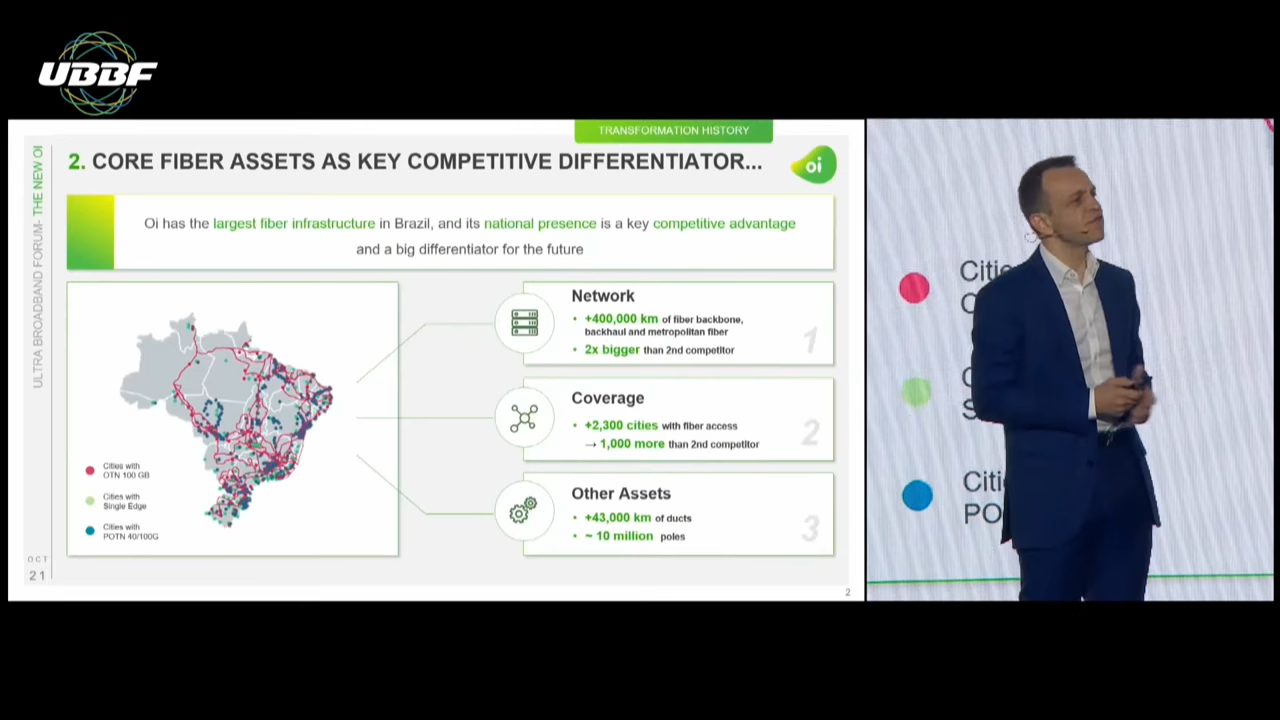 UBBF
TRANSFORMATION HISTORY
2. CORE FIBER ASSETS AS KEY COMPETITIVE DIFFERENTIATOR...
oi
ULTRA BROADBAND FORUM- THE NEW OI
Oi has the largest fiber infrastructure in Brazil, and its national presence is a key competitive advantage
and a big differentiator for the future
Network
• +400,000 km of fiber backbone,
backhaul and metropolitan fiber
• 2x bigger than 2nd competitor
1
Coverage
• +2,300 cities with fiber access
→ 1,000 more than 2nd competitor
2
Other Assets
• +43,000 km of ducts
• ~ 10 million poles
3
Cities with
OTN 100 GB
Cities with
Single Edge
Cities with
POTN 40/100G
OCT
21
2
Citie
O
C
S
Citi
PO